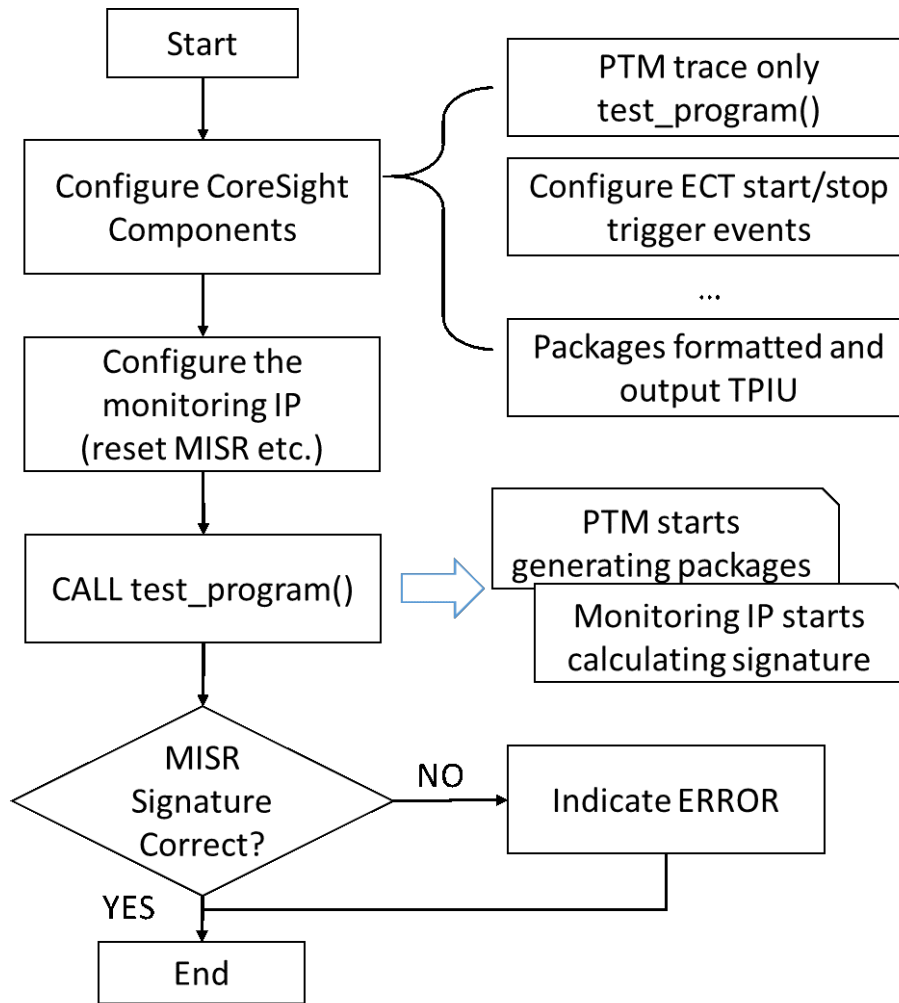 Start
PTM trace only
test_program()
Configure CoreSight
Components
Configure ECT start/stop
trigger events
...
Packages formatted and
output TPIU
Configure the
monitoring IP
(reset MISR etc.)
CALL test_program()
PTM starts
generating packages
Monitoring IP starts
calculating signature
MISR
Signature
Correct?
NO
Indicate ERROR
YES
End